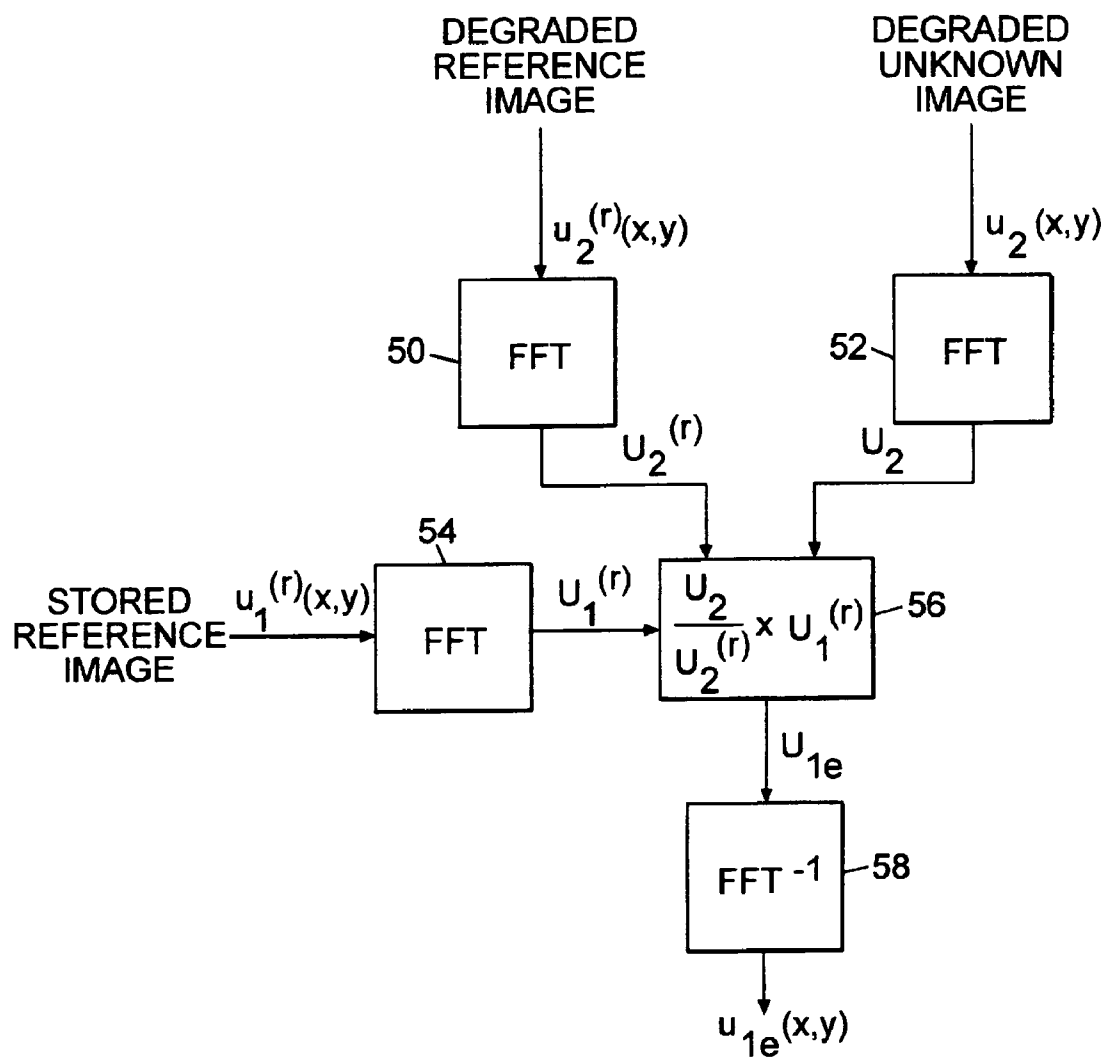 DEGRADED
REFERENCE
IMAGE
DEGRADED
UNKNOWN
IMAGE
u₂⁽ʳ⁾(x,y)
u₂(x,y)
50
FFT
52
FFT
U₂⁽ʳ⁾
U₂
54
STORED
REFERENCE
IMAGE
u₁⁽ʳ⁾(x,y)
FFT
U₁⁽ʳ⁾
U₂
U₂⁽ʳ⁾
x U₁⁽ʳ⁾
56
U₁ₑ
FFT⁻¹
58
u₁ₑ(x,y)